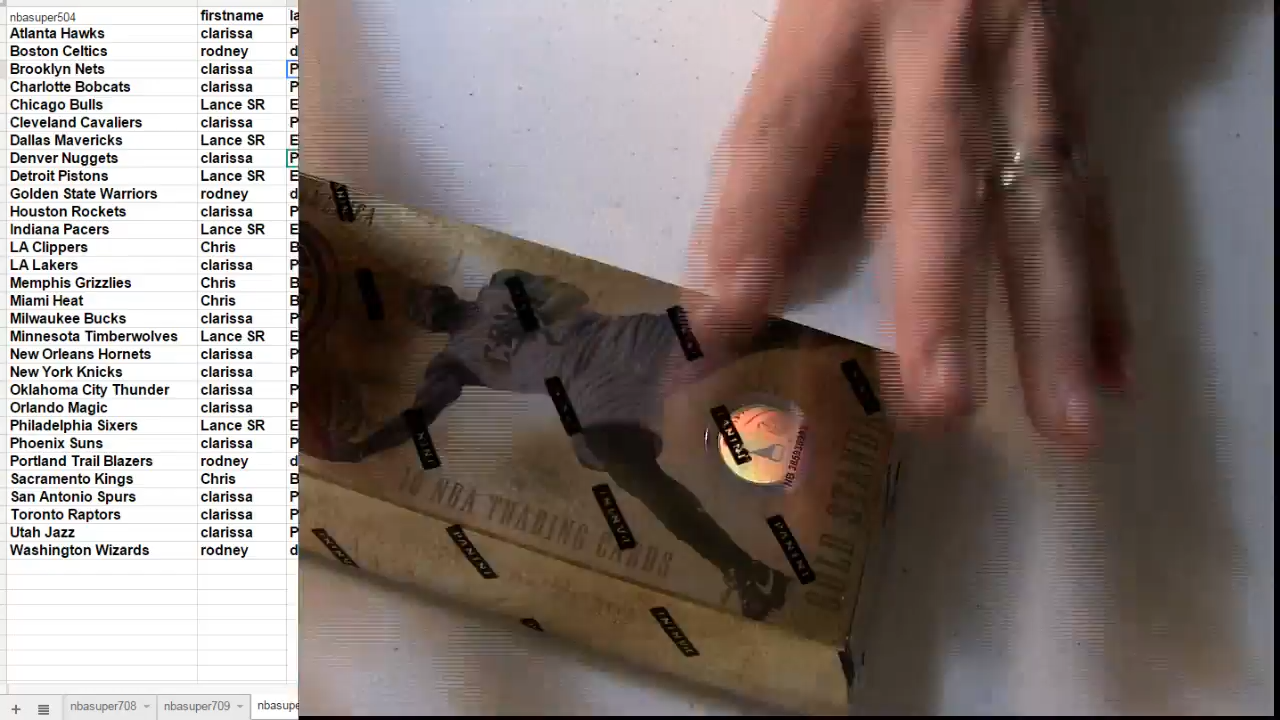 nbasuper504 firstname la
Atlanta Hawks clarissa P
Boston Celtics rodney d
Brooklyn Nets clarissa P
Charlotte Bobcats clarissa P
Chicago Bulls Lance SR E
Cleveland Cavaliers clarissa P
Dallas Mavericks Lance SR E
Denver Nuggets clarissa P
Detroit Pistons Lance SR E
Golden State Warriors rodney d
Houston Rockets clarissa P
Indiana Pacers Lance SR E
LA Clippers Chris B
LA Lakers clarissa P
Memphis Grizzlies Chris B
Miami Heat Chris B
Milwaukee Bucks clarissa P
Minnesota Timberwolves Lance SR E
New Orleans Hornets clarissa P
New York Knicks clarissa P
Oklahoma City Thunder clarissa P
Orlando Magic clarissa P
Philadelphia Sixers Lance SR E
Phoenix Suns clarissa P
Portland Trail Blazers rodney d
Sacramento Kings Chris B
San Antonio Spurs clarissa P
Toronto Raptors clarissa P
Utah Jazz clarissa P
Washington Wizards rodney d
nbasuper708 nbasuper709 nbasupe
10 NBA TRADING CARDS
GOLD STANDA
PANINI
PANINI
PANINI
PANINI
PANINI